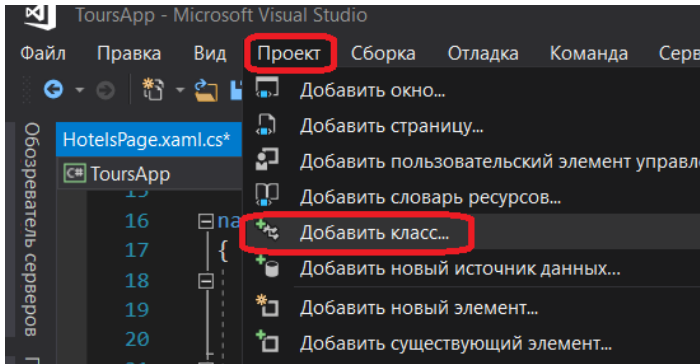 ToursApp - Microsoft Visual Studio
Файл Правка Вид Проект Сборка Отладка Команда
Добавить окно...
Добавить страницу...
HotelsPage.xaml.cs*
Добавить пользовательский элемент
C# ToursApp
Добавить словарь ресурсов...
15
16 na
Добавить класс...
17 {
Добавить новый источник данных...
18
19
Добавить новый элемент...
20
Добавить существующий элемент...
Обозреватель серверов